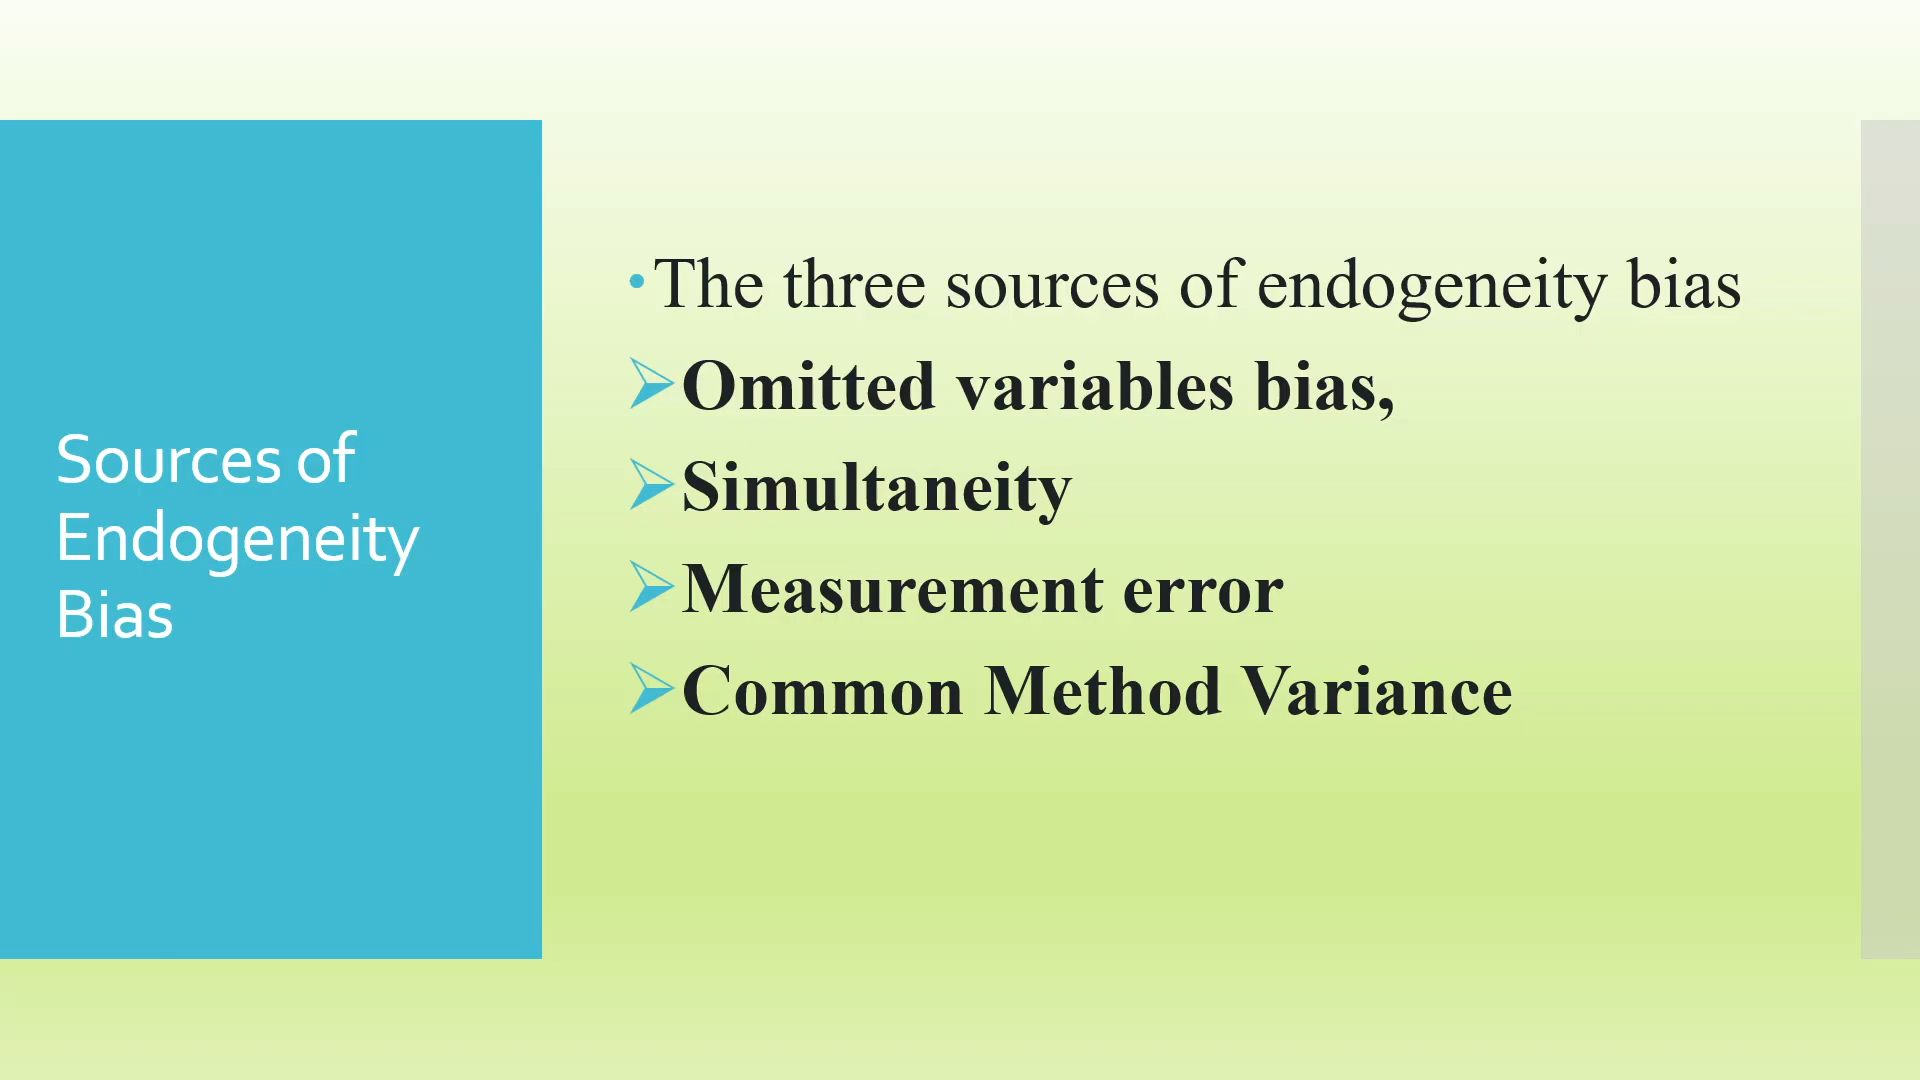 Sources of
Endogeneity
Bias
• The three sources of endogeneity bias
➢ Omitted variables bias,
➢ Simultaneity
➢ Measurement error
➢ Common Method Variance